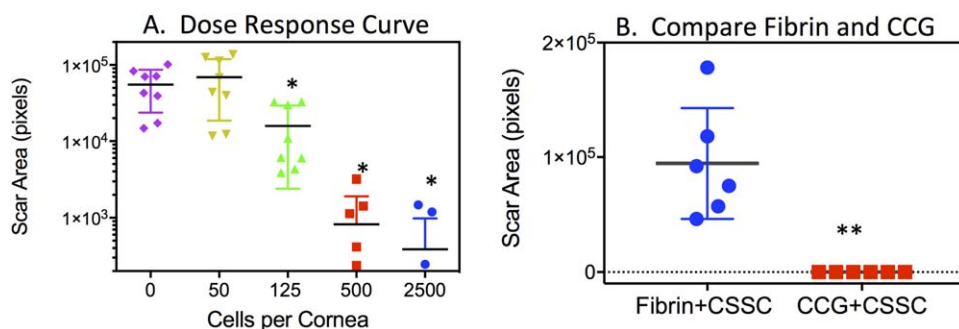 A. Dose Response Curve
Scar Area (pixels)
1×10⁵
1×10⁴
1×10³
*
*
*
0 50 125 500 2500
Cells per Cornea
B. Compare Fibrin and CCG
Scar Area (pixels)
2×10⁵
1×10⁵
0
**
Fibrin+CSSC CCG+CSSC